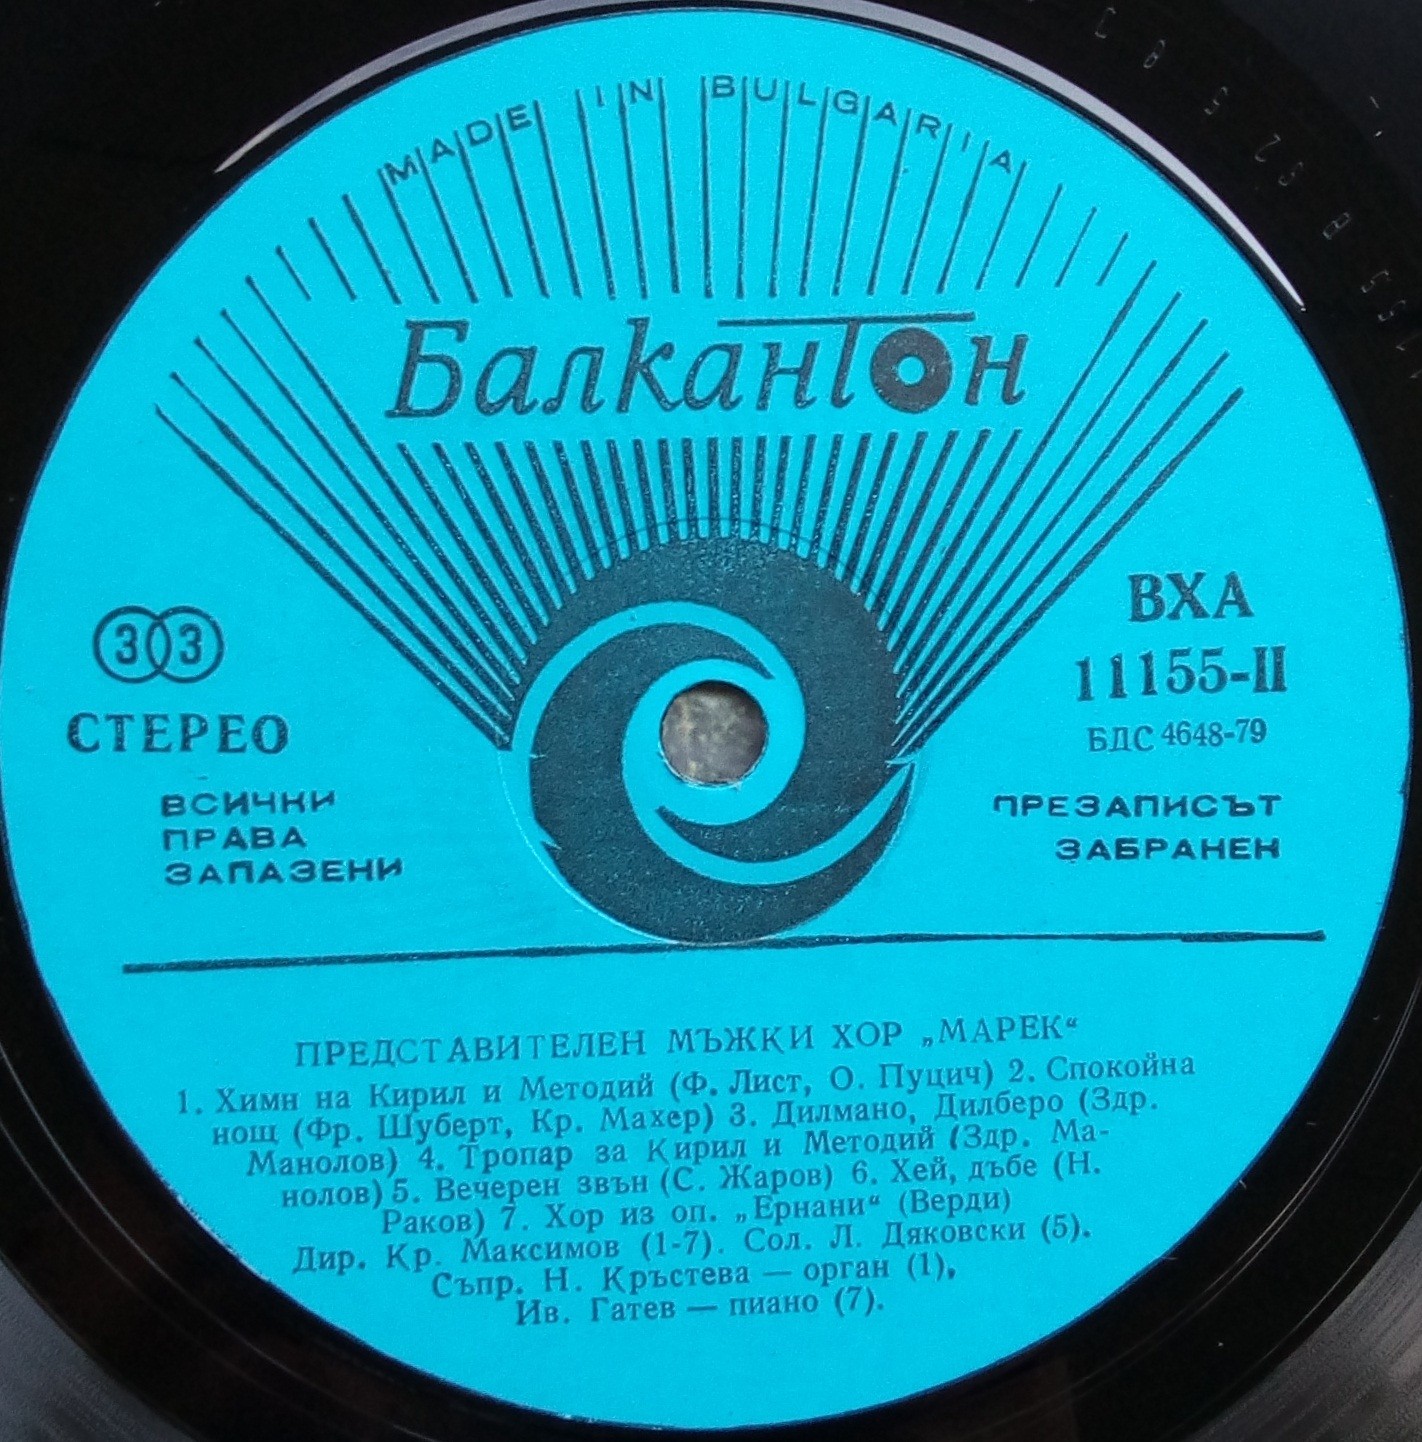 MADE IN BULGARIA
Балкантон
33
СТЕРЕО
ВСИЧКИ
ПРАВА
ЗАПАЗЕНИ
ВХА
11155-II
БДС 4648-79
ПРЕЗАПИСЪТ
ЗАБРАНЕН
ПРЕДСТАВИТЕЛЕН МЪЖКИ ХОР „МАРЕК“
1. Химн на Кирил и Методий (Ф. Лист, О. Пуцич) 2. Спокойна
нощ (Фр. Шуберт, Кр. Махер) 3. Дилмано, Дилберо (Здр.
Манолов) 4. Тропар за Кирил и Методий (Здр. Ма-
нолов) 5. Вечерен звън (С. Жаров) 6. Хей, дъбе (Н.
Раков) 7. Хор из оп. „Ернани“ (Верди)
Дир. Кр. Максимов (1-7). Сол. Л. Дяковски (5).
Съпр. Н. Кръстева — орган (1),
Ив. Гатев — пиано (7).